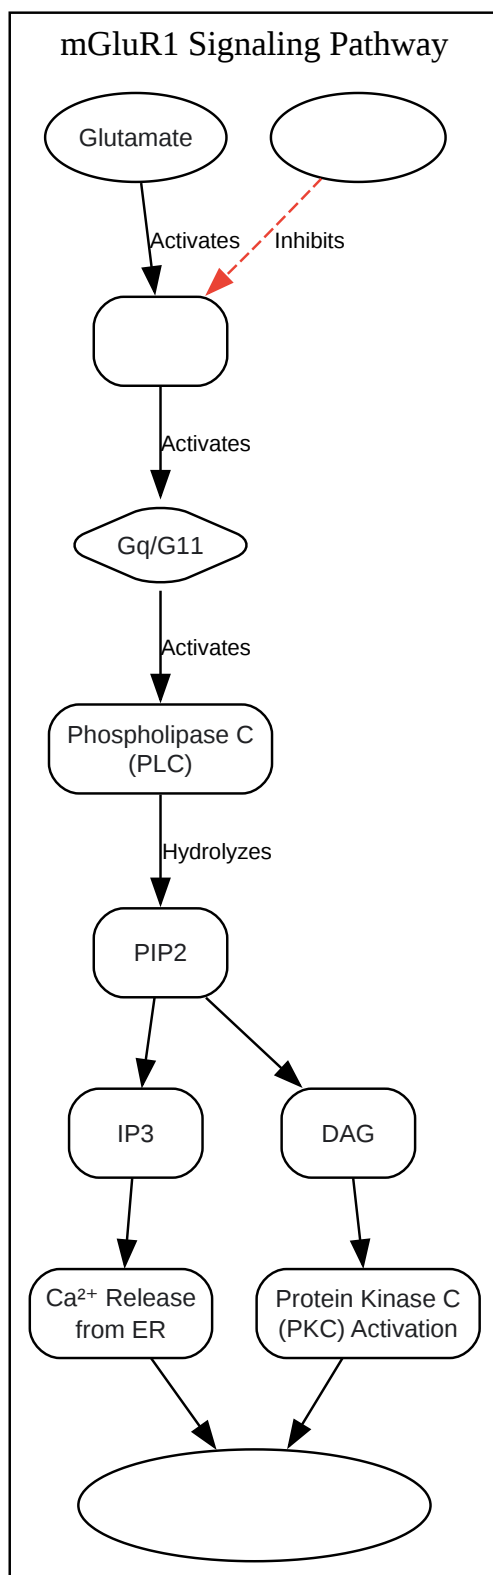 mGluR1 Signaling Pathway
Glutamate
Activates
Inhibits
Activates
Gq/G11
Activates
Phospholipase C
(PLC)
Hydrolyzes
PIP2
IP3
DAG
Ca²⁺ Release
from ER
Protein Kinase C
(PKC) Activation